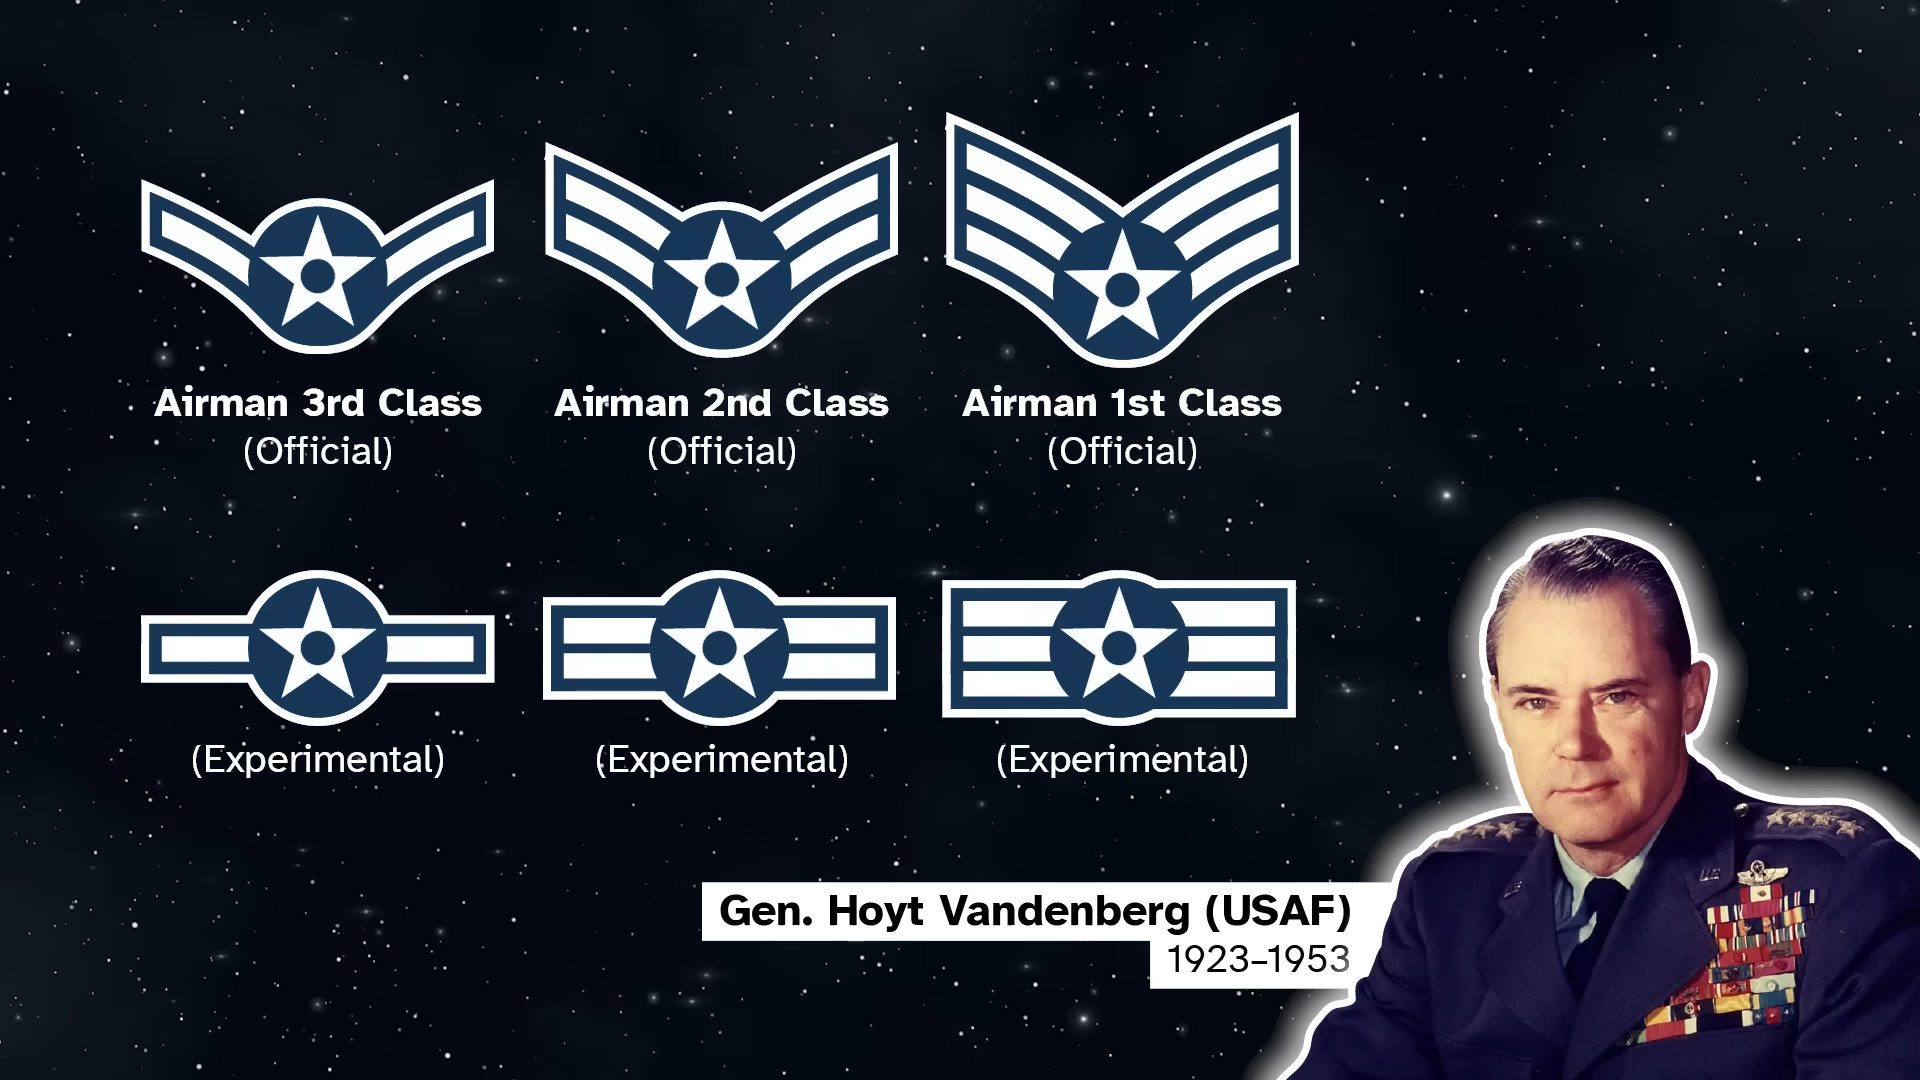 Airman 3rd Class
(Official)
Airman 2nd Class
(Official)
Airman 1st Class
(Official)
(Experimental)
(Experimental)
(Experimental)
Gen. Hoyt Vandenberg (USAF)
1923–1953